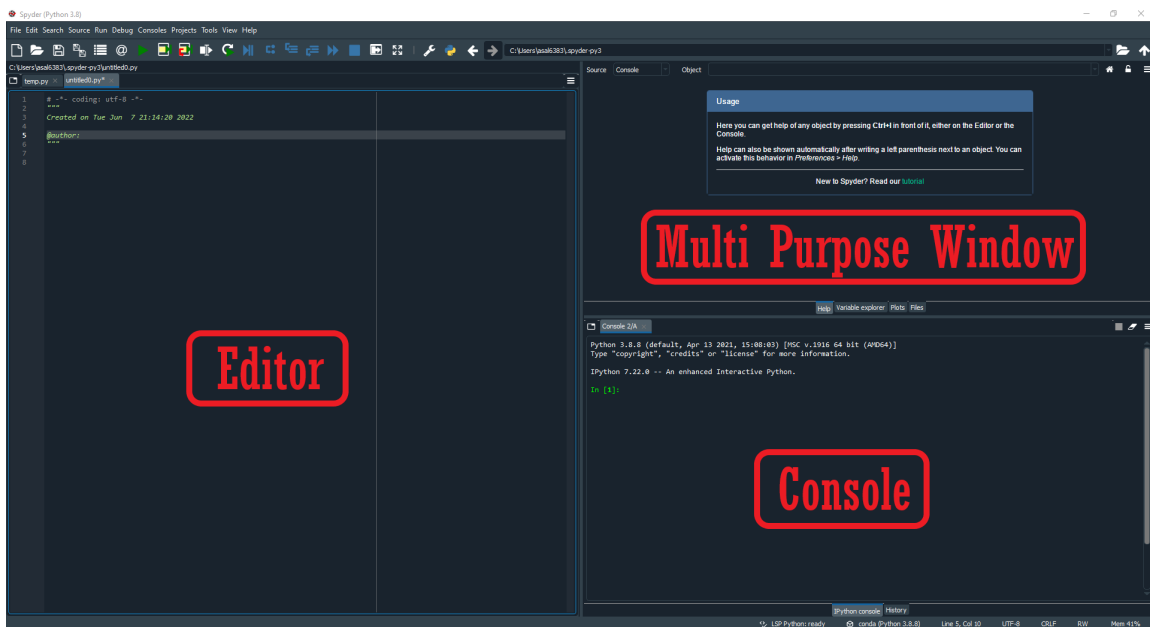 Spyder (Python 3.8)
File Edit Search Source Run Debug Consoles Projects Tools View Help
C:\Users\asal6383\.spyder-py3
C:\Users\asal6383\.spyder-py3\untitled0.py
temp.py untitled0.py*
1 # -*- coding: utf-8 -*-
2 """
3 Created on Tue Jun  7 21:14:20 2022
4
5 @author:
6 """
7
8
Editor
Source Console Object
Usage
Here you can get help of any object by pressing Ctrl+I in front of it, either on the Editor or the
Console.
Help can also be shown automatically after writing a left parenthesis next to an object. You can
activate this behavior in Preferences > Help.
New to Spyder? Read our tutorial
Multi Purpose Window
Help Variable explorer Plots Files
Console 2/A
Python 3.8.8 (default, Apr 13 2021, 15:08:03) [MSC v.1916 64 bit (AMD64)]
Type "copyright", "credits" or "license" for more information.
IPython 7.22.0 -- An enhanced Interactive Python.
In [1]:
Console
IPython console History
LSP Python: ready conda (Python 3.8.8) Line 5, Col 10 UTF-8 CRLF RW Mem 41%